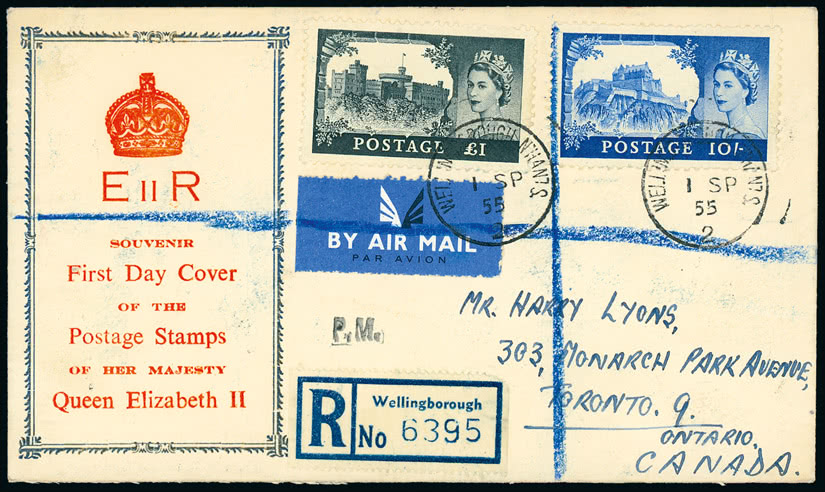 E II R
SOUVENIR
First Day Cover
OF THE
Postage Stamps
OF HER MAJESTY
Queen Elizabeth II
POSTAGE £1
POSTAGE 10/-
1 SP
55
2
1 SP
55
2
BY AIR MAIL
PAR AVION
P.M.
R
Wellingborough
No 6395
MR. HARRY LYONS,
303, MONARCH PARK AVENUE,
TORONTO. 9.
ONTARIO,
CANADA.